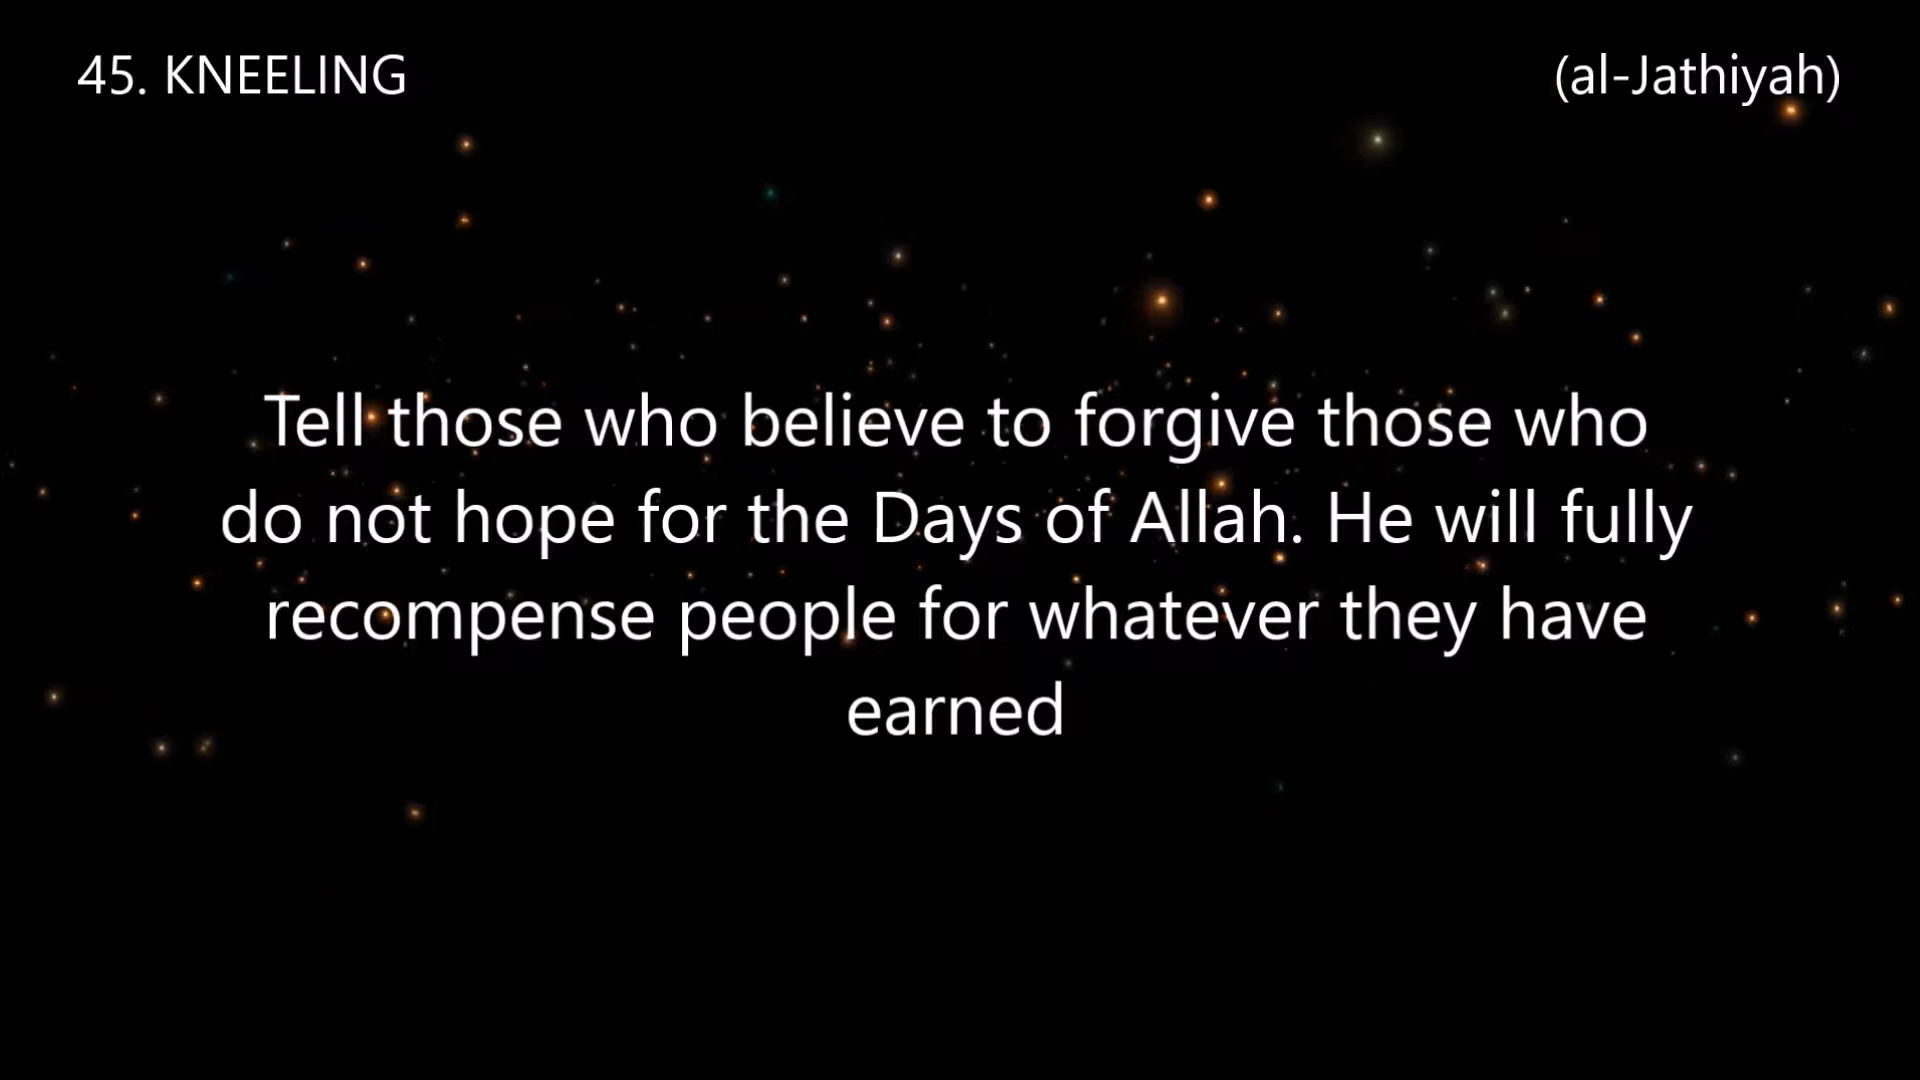 45. KNEELING
(al-Jathiyah)
Tell those who believe to forgive those who
do not hope for the Days of Allah. He will fully
recompense people for whatever they have
earned